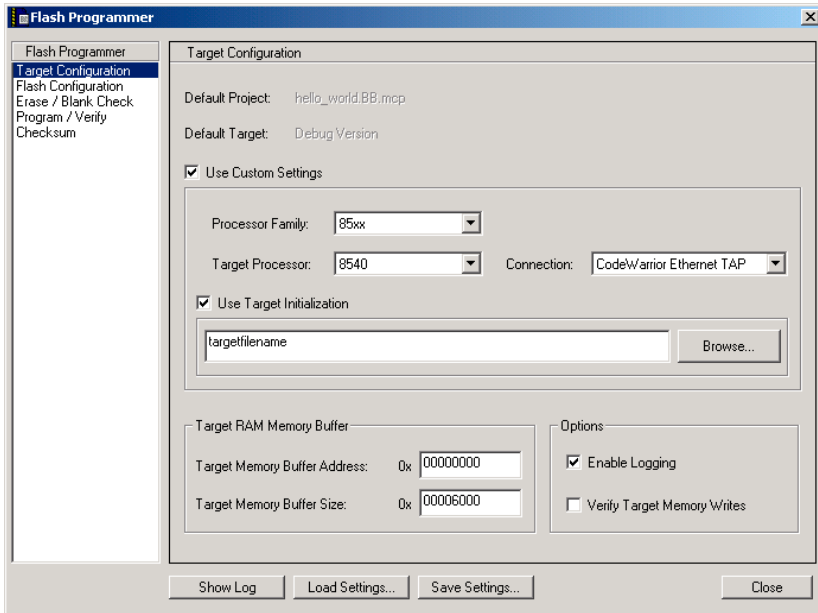 Flash Programmer
Flash Programmer
Target Configuration
Flash Configuration
Erase / Blank Check
Program / Verify
Checksum
Target Configuration
Default Project: hello_world.BB.mcp
Default Target: Debug Version
Use Custom Settings
Processor Family: 85xx
Target Processor: 8540 Connection: CodeWarrior Ethernet TAP
Use Target Initialization
targetfilename Browse...
Target RAM Memory Buffer
Target Memory Buffer Address: 0x 00000000
Target Memory Buffer Size: 0x 00006000
Options
Enable Logging
Verify Target Memory Writes
Show Log Load Settings... Save Settings... Close